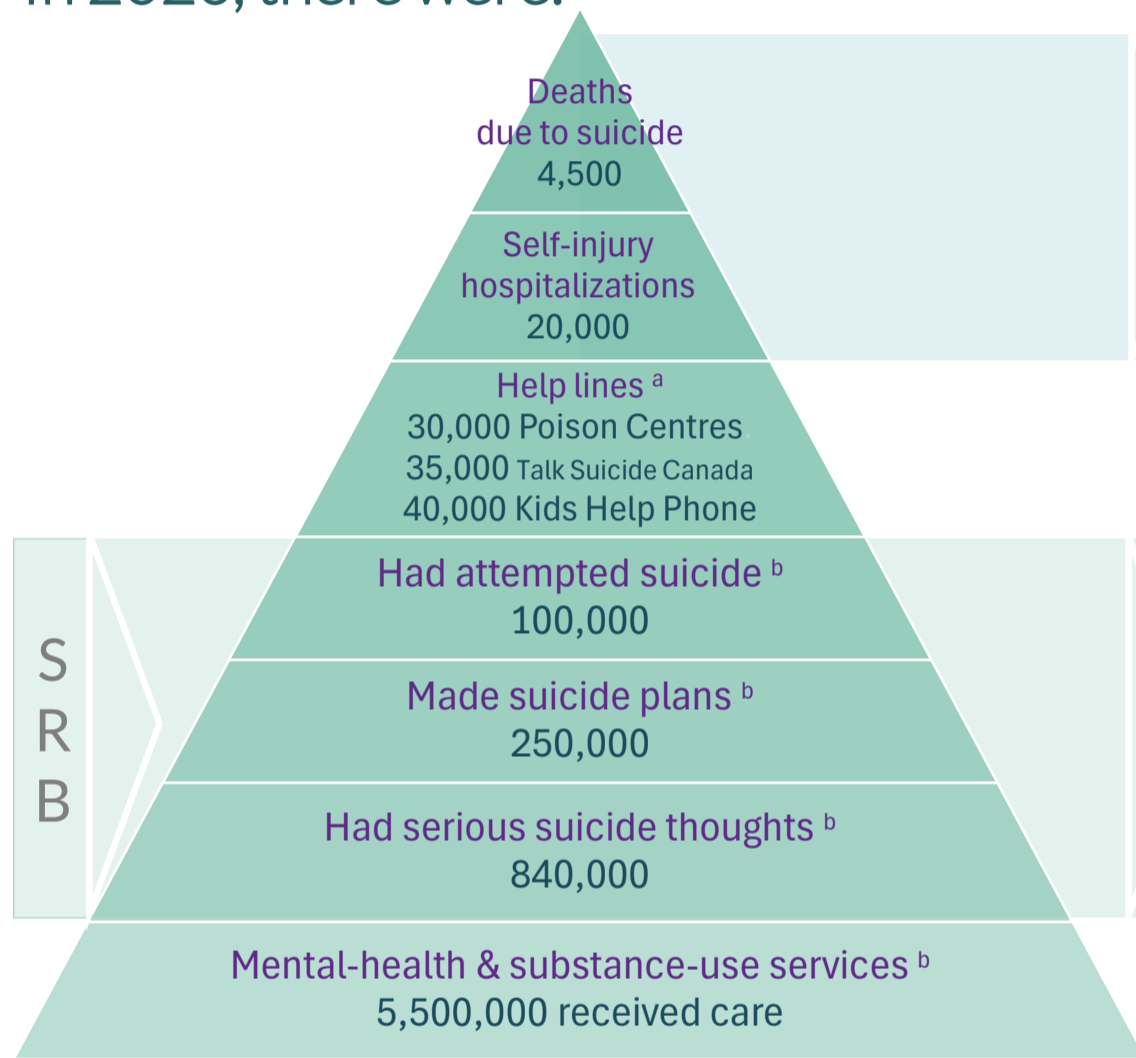 Deaths
due to suicide
4,500
Self-injury
hospitalizations
20,000
Help lines a
30,000 Poison Centres.
35,000 Talk Suicide Canada
40,000 Kids Help Phone
Had attempted suicide b
100,000
Made suicide plans b
250,000
Had serious suicide thoughts b
840,000
Mental-health & substance-use services b
5,500,000 received care
S
R
B